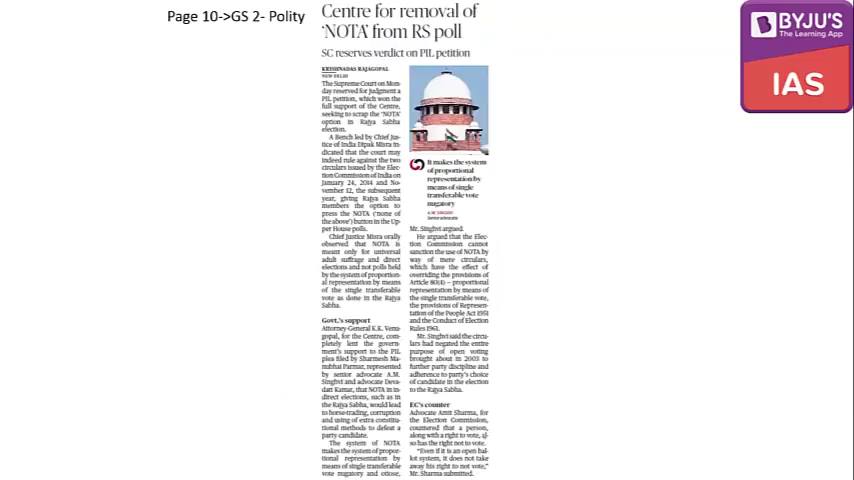 Page 10->GS 2- Polity
Centre for removal of
‘NOTA’ from RS poll
SC reserves verdict on PIL petition
KRISHNADAS RAJAGOPAL
NEW DELHI
The Supreme Court on Mon-
day reserved for judgment a
PIL petition, which won the
full support of the Centre,
seeking to scrap the ‘NOTA’
option in Rajya Sabha
election.
A Bench led by Chief Jus-
tice of India Dipak Misra in-
dicated that the court may
indeed rule against the two
circulars issued by the Elec-
tion Commission of India on
January 24, 2014 and No-
vember 12, the subsequent
year, giving Rajya Sabha
members the option to
press the NOTA (‘none of
the above’) button in the Up-
per House polls.
Chief Justice Misra orally
observed that NOTA is
meant only for universal
adult suffrage and direct
elections and not polls held
by the system of proportion-
al representation by means
of the single transferable
vote as done in the Rajya
Sabha.
Govt.’s support
Attorney-General K.K. Venu-
gopal, for the Centre, com-
pletely lent the govern-
ment’s support to the PIL
plea filed by Sharmesh Ma-
nubhai Parmar, represented
by senior advocate A.M.
Singhvi and advocate Deva-
datt Kamat, that NOTA in in-
direct elections, such as in
the Rajya Sabha, would lead
to horse-trading, corruption
and using of extra constitu-
tional methods to defeat a
party candidate.
The system of NOTA
makes the system of propor-
tional representation by
means of single transferable
vote nugatory and otiose,
It makes the system
of proportional
representation by
means of single
transferable vote
nugatory
A.M. SINGHVI
Senior advocate
Mr. Singhvi argued.
He argued that the Elec-
tion Commission cannot
sanction the use of NOTA by
way of mere circulars,
which have the effect of
overriding the provisions of
Article 80(4) — proportional
representation by means of
the single transferable vote,
the provisions of Represen-
tation of the People Act 1951
and the Conduct of Election
Rules 1961.
Mr. Singhvi said the circu-
lars had negated the entire
purpose of open voting
brought about in 2003 to
further party discipline and
adherence to party’s choice
of candidate in the election
to the Rajya Sabha.
EC’s counter
Advocate Amit Sharma, for
the Election Commission,
countered that a person,
along with a right to vote, al-
so has the right not to vote.
“Even if it is an open bal-
lot system, it does not take
away his right to not vote,”
Mr. Sharma submitted.
BYJU'S
The Learning App
IAS